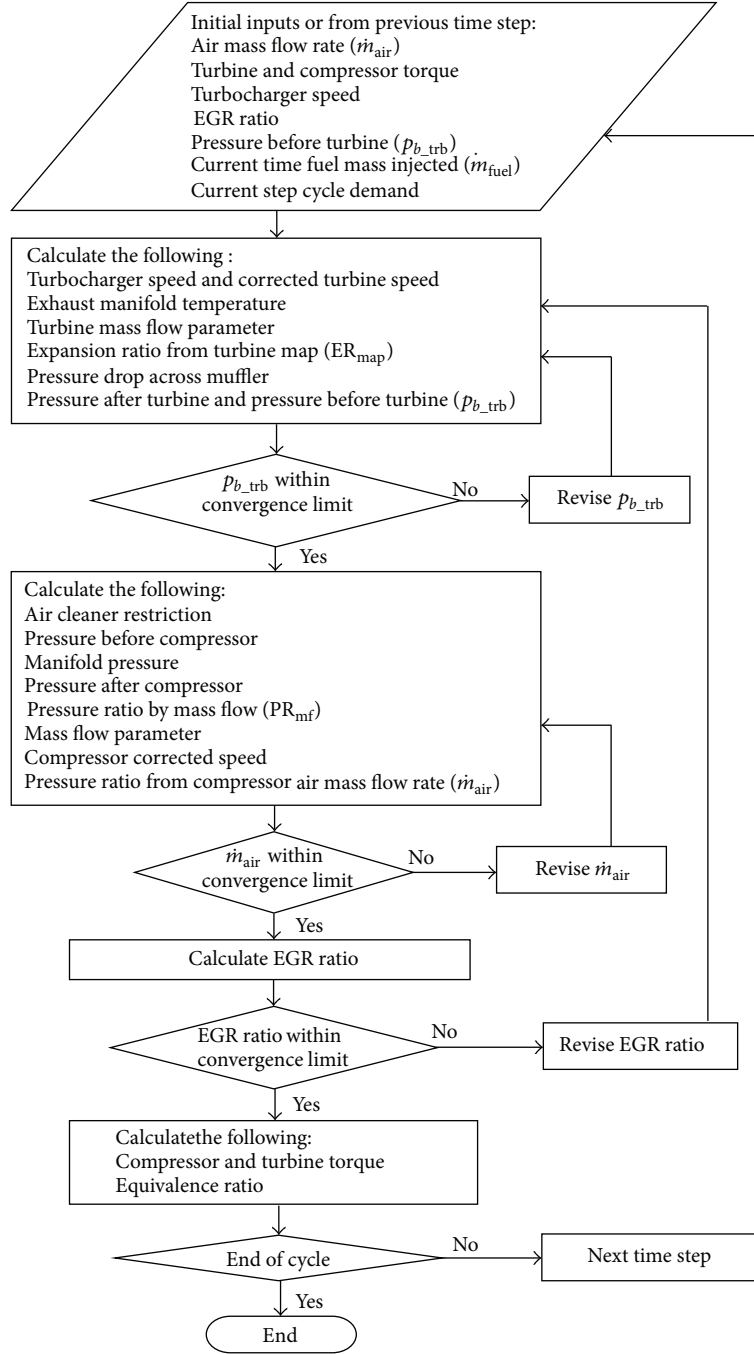 Initial inputs or from previous time step:
Air mass flow rate (ṁair)
Turbine and compressor torque
Turbocharger speed
EGR ratio
Pressure before turbine (pb_trb)
Current time fuel mass injected (ṁfuel)
Current step cycle demand
Calculate the following :
Turbocharger speed and corrected turbine speed
Exhaust manifold temperature
Turbine mass flow parameter
Expansion ratio from turbine map (ERmap)
Pressure drop across muffler
Pressure after turbine and pressure before turbine (pb_trb)
pb_trb within
convergence limit
No
Revise pb_trb
Yes
Calculate the following:
Air cleaner restriction
Pressure before compressor
Manifold pressure
Pressure after compressor
Pressure ratio by mass flow (PRmf)
Mass flow parameter
Compressor corrected speed
Pressure ratio from compressor air mass flow rate (ṁair)
ṁair within
convergence limit
No
Revise ṁair
Yes
Calculate EGR ratio
EGR ratio within
convergence limit
No
Revise EGR ratio
Yes
Calculatethe following:
Compressor and turbine torque
Equivalence ratio
End of cycle
No
Next time step
Yes
End